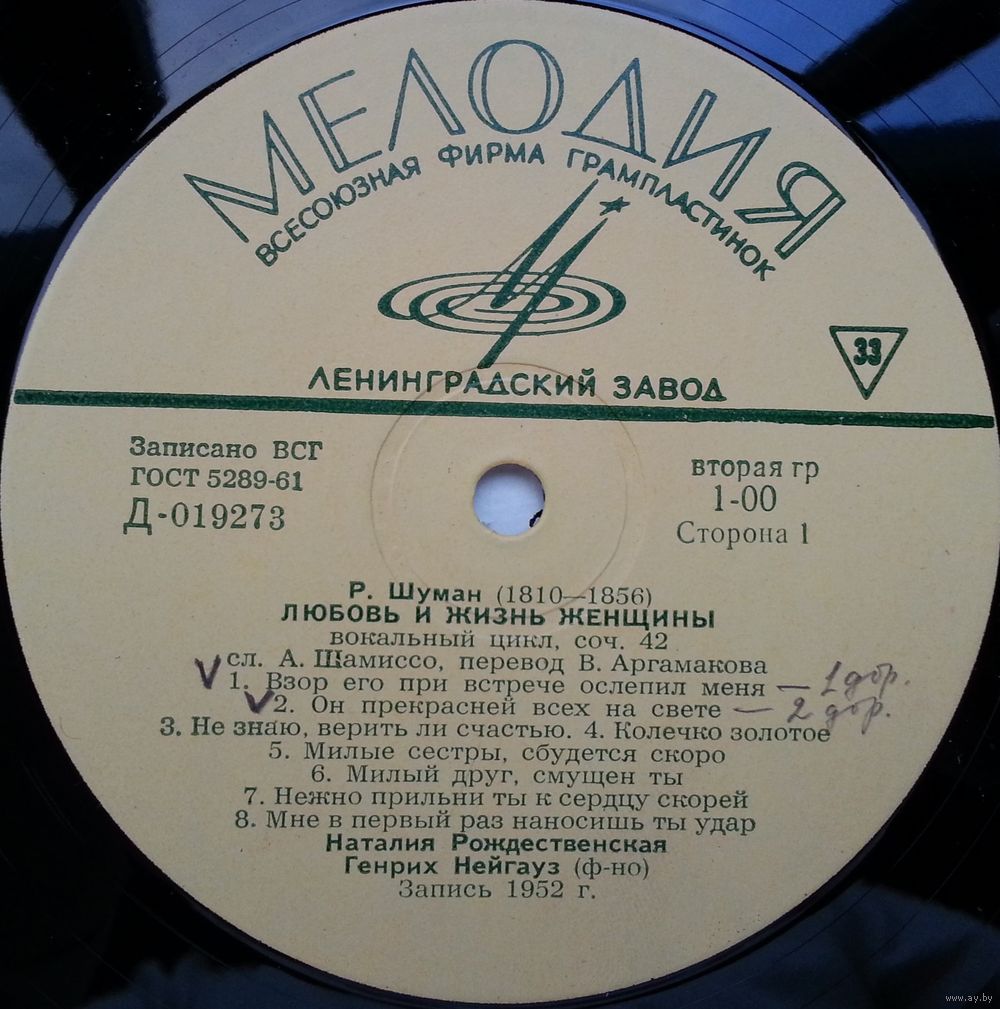 МЕЛОДИЯ
ВСЕСОЮЗНАЯ ФИРМА ГРАМПЛАСТИНОК
33
ЛЕНИНГРАДСКИЙ ЗАВОД
Записано ВСГ
ГОСТ 5289-61
Д-019273
вторая гр
1-00
Сторона 1
Р. Шуман (1810—1856)
ЛЮБОВЬ И ЖИЗНЬ ЖЕНЩИНЫ
вокальный цикл, соч. 42
сл. А. Шамиссо, перевод В. Аргамакова
V 1. Взор его при встрече ослепил меня — 1 дор.
V 2. Он прекрасней всех на свете — 2 дор.
3. Не знаю, верить ли счастью. 4. Колечко золотое
5. Милые сестры, сбудется скоро
6. Милый друг, смущен ты
7. Нежно прильни ты к сердцу скорей
8. Мне в первый раз наносишь ты удар
Наталия Рождественская
Генрих Нейгауз (ф-но)
Запись 1952 г.
www.ay.by